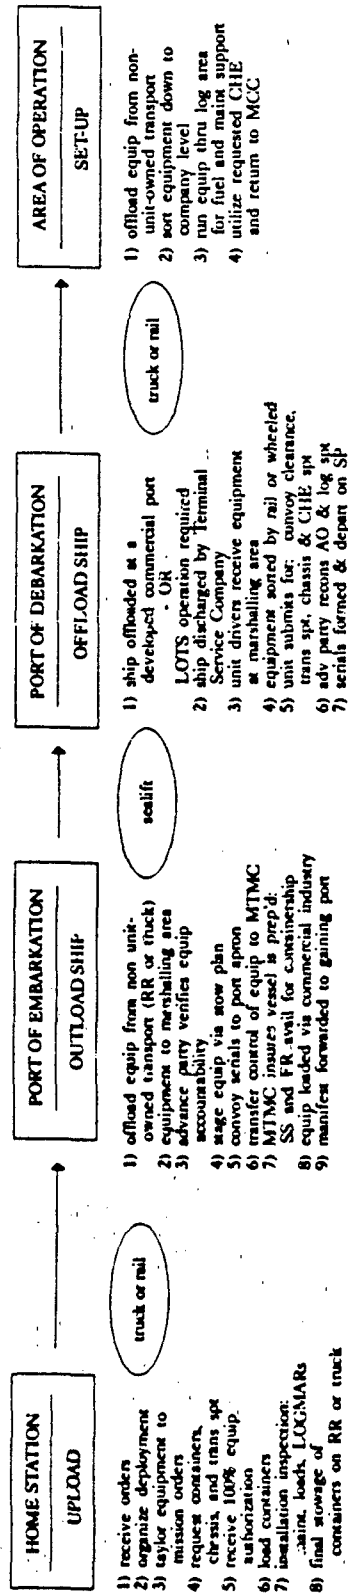 HOME STATION
UPLOAD
1) receive orders
2) organize deployment
3) taylor equipment to
mission orders
4) request containers,
chassis, and trans spt
5) receive 100% equip
authorization
6) load containers
7) installation inspection:
maint, loads, LOGMARs
8) final stowage of
containers on RR or truck
truck or rail
PORT OF EMBARKATION
OUTLOAD SHIP
1) offload equip from non unit-
owned transport (RR or truck)
2) equipment to marshalling area
3) advance party verifies equip
accountability
4) stage equip via stow plan
5) convoy serials to port apron
6) transfer control of equip to MTMC
7) MTMC insures vessel is prep'd:
SS and FR avail for containership
8) equip loaded via commercial industry
9) manifest forwarded to gaining port
sealift
PORT OF DEBARKATION
OFFLOAD SHIP
1) ship offloaded at a
developed commercial port
- OR
LOTS operation required
2) ship discharged by Terminal
Service Company
3) unit drivers receive equipment
at marshalling area
4) equipment sorted by rail or wheeled
5) unit submits for: convoy clearance,
trans spt, chassis & CHE spt
6) adv party recons AO & log spt
7) serials formed & depart on SP
truck or rail
AREA OF OPERATION
SET-UP
1) offload equip from non-
unit-owned transport
2) sort equipment down to
company level
3) run equip thru log area
for fuel and maint support
4) utilize requested CHE
and return to MCC